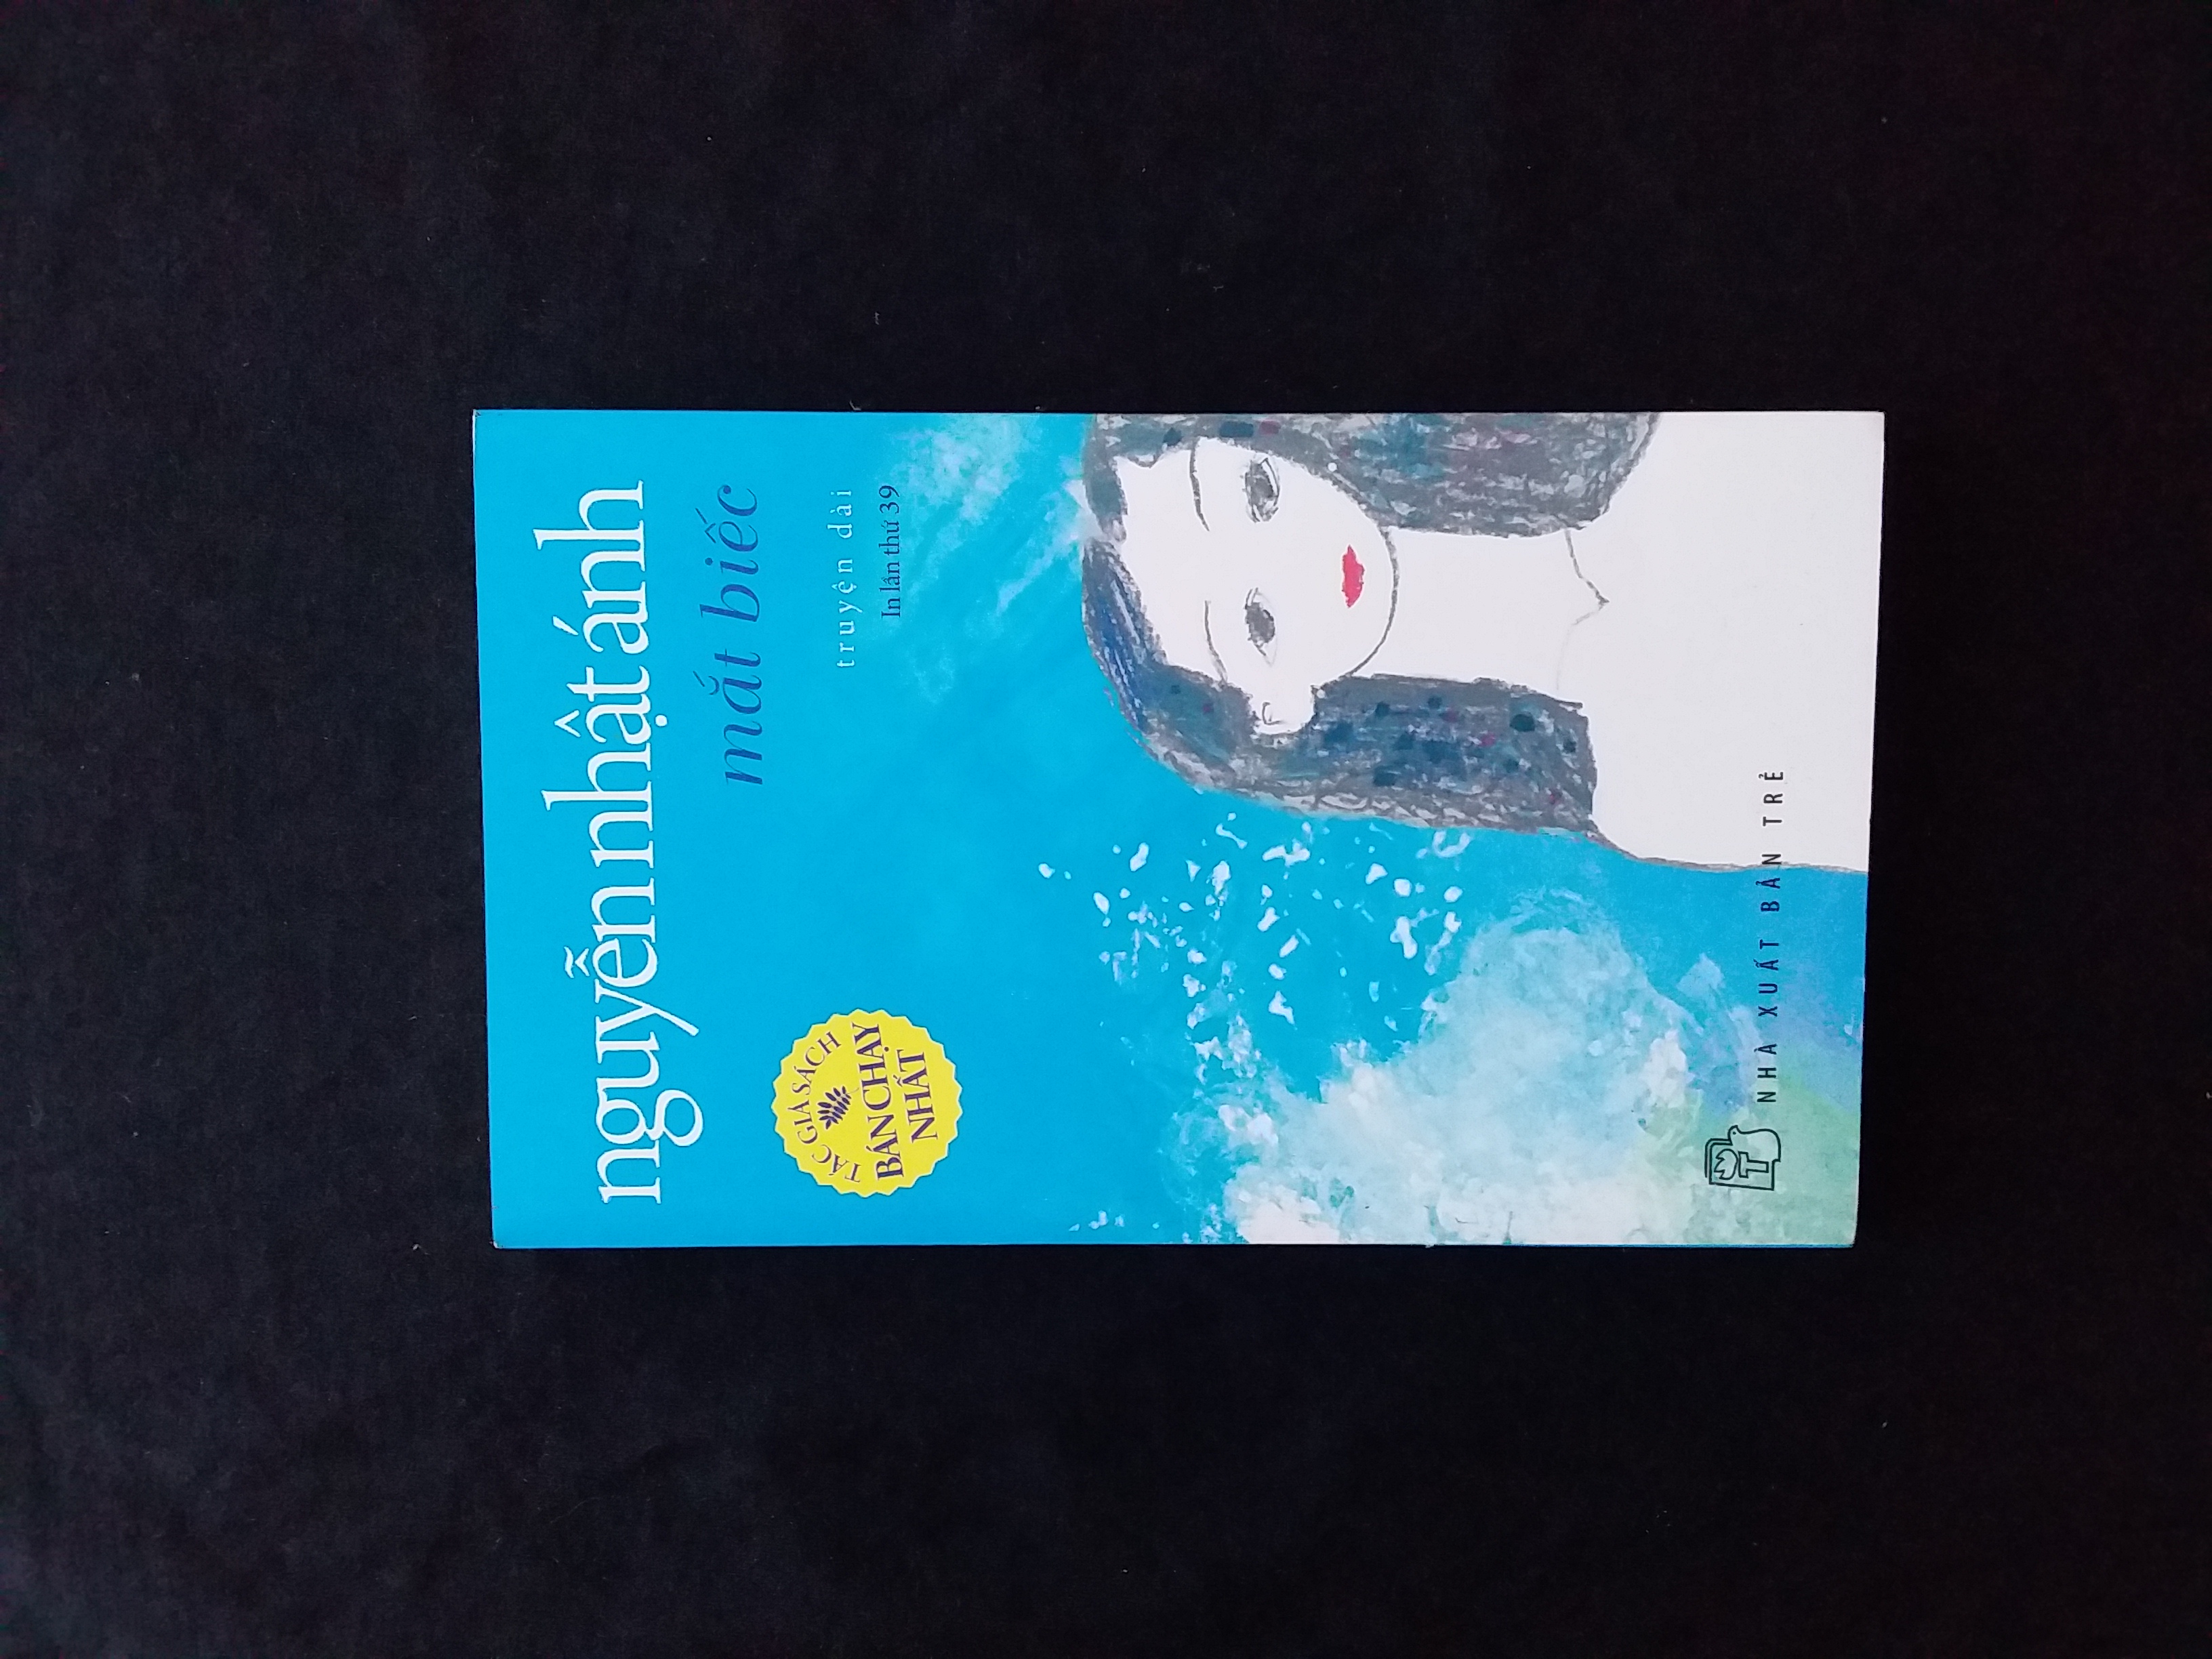 nguyễn nhật ánh
mắt biếc
TÁC GIẢ SÁCH
BÁN CHẠY
NHẤT
truyện dài
In lần thứ 39
T
NHÀ XUẤT BẢN TRẺ